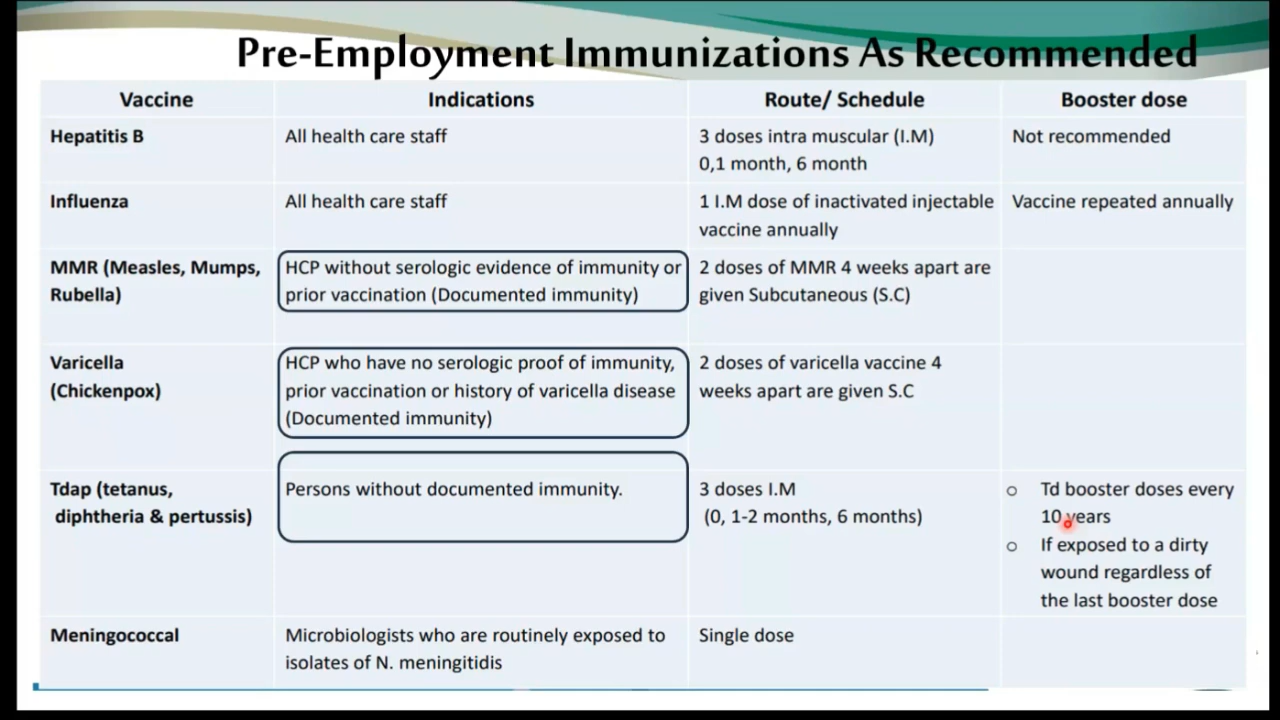 Pre-Employment Immunizations As Recommended
Vaccine
Indications
Route/ Schedule
Booster dose
Hepatitis B
All health care staff
3 doses intra muscular (I.M)
0,1 month, 6 month
Not recommended
Influenza
All health care staff
1 I.M dose of inactivated injectable
vaccine annually
Vaccine repeated annually
MMR (Measles, Mumps,
Rubella)
HCP without serologic evidence of immunity or
prior vaccination (Documented immunity)
2 doses of MMR 4 weeks apart are
given Subcutaneous (S.C)
Varicella
(Chickenpox)
HCP who have no serologic proof of immunity,
prior vaccination or history of varicella disease
(Documented immunity)
2 doses of varicella vaccine 4
weeks apart are given S.C
Tdap (tetanus,
diphtheria & pertussis)
Persons without documented immunity.
3 doses I.M
(0, 1-2 months, 6 months)
o Td booster doses every
10 years
o If exposed to a dirty
wound regardless of
the last booster dose
Meningococcal
Microbiologists who are routinely exposed to
isolates of N. meningitidis
Single dose